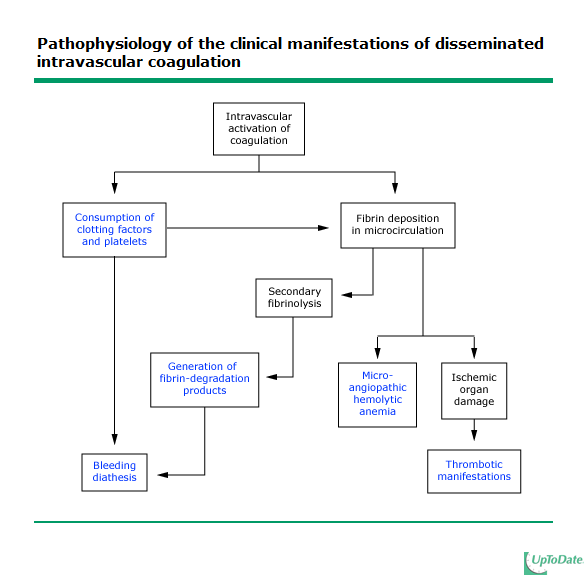 Pathophysiology of the clinical manifestations of disseminated
intravascular coagulation
Intravascular
activation of
coagulation
Consumption of
clotting factors
and platelets
Fibrin deposition
in microcirculation
Secondary
fibrinolysis
Generation of
fibrin-degradation
products
Micro-
angiopathic
hemolytic
anemia
Ischemic
organ
damage
Bleeding
diathesis
Thrombotic
manifestations
UpToDate